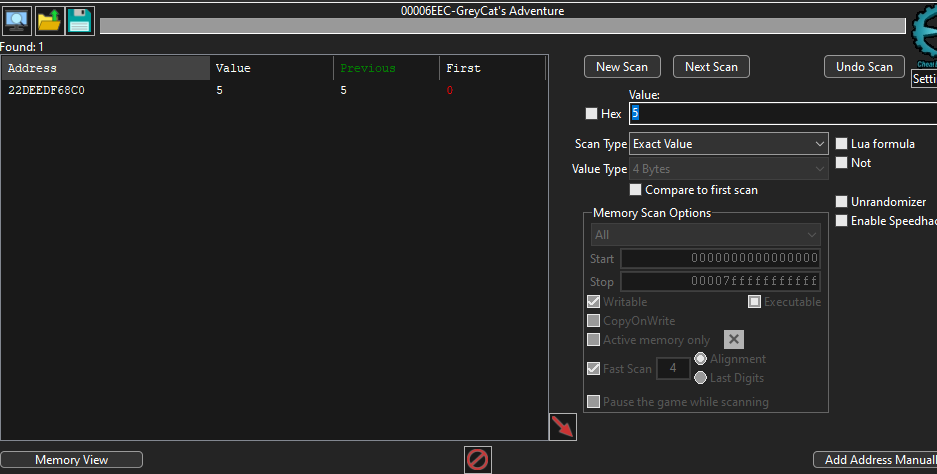 00006EEC-GreyCat's Adventure
Found: 1
Address Value Previous First
22DEEDF68C0 5 5 0
New Scan Next Scan Undo Scan
Cheat E
Setti
Value:
Hex 5
Scan Type Exact Value
Lua formula
Value Type 4 Bytes
Not
Compare to first scan
Unrandomizer
Enable Speedhac
Memory Scan Options
All
Start 0000000000000000
Stop 00007fffffffffff
Writable Executable
CopyOnWrite
Active memory only
Fast Scan 4 Alignment
Last Digits
Pause the game while scanning
Memory View
Add Address Manuall